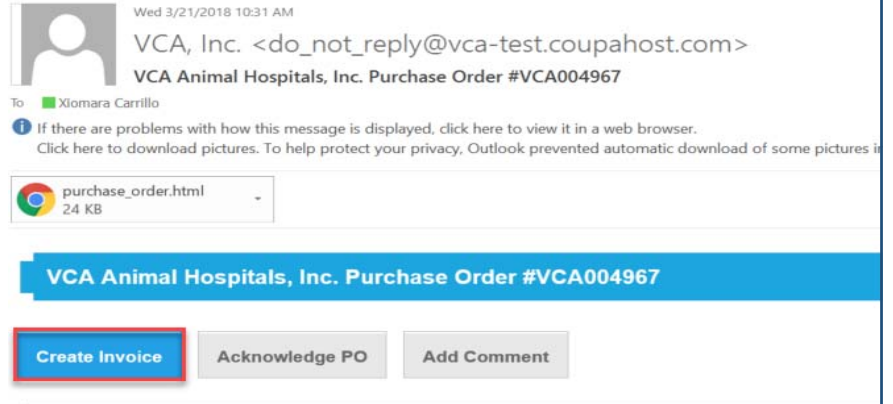 Wed 3/21/2018 10:31 AM
VCA, Inc. <do_not_reply@vca-test.coupahost.com>
VCA Animal Hospitals, Inc. Purchase Order #VCA004967
To Xiomara Carrillo
If there are problems with how this message is displayed, click here to view it in a web browser.
Click here to download pictures. To help protect your privacy, Outlook prevented automatic download of some pictures
purchase_order.html
24 KB
VCA Animal Hospitals, Inc. Purchase Order #VCA004967
Create Invoice Acknowledge PO Add Comment